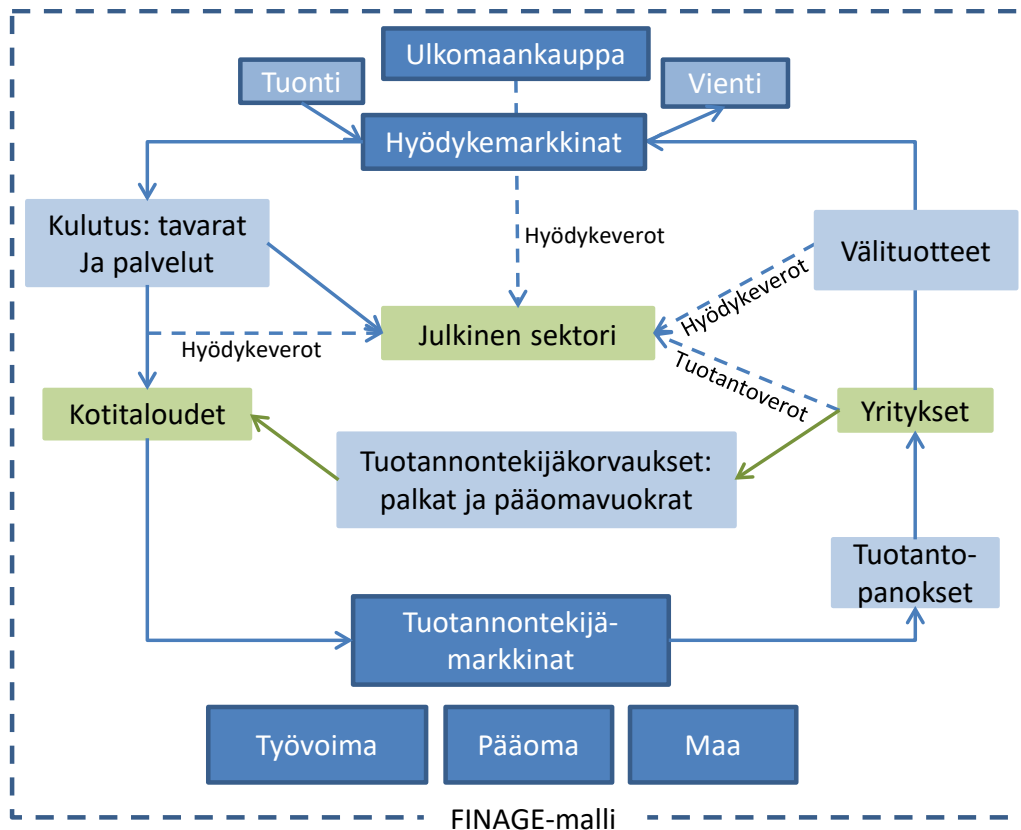 Ulkomaankauppa
Tuonti
Vienti
Hyödykemarkkinat
Kulutus: tavarat
Ja palvelut
Hyödykeverot
Välituotteet
Hyödykeverot
Julkinen sektori
Hyödykeverot
Tuotantoverot
Kotitaloudet
Yritykset
Tuotannontekijäkorvaukset:
palkat ja pääomavuokrat
Tuotanto-
panokset
Tuotannontekijä-
markkinat
Työvoima
Pääoma
Maa
FINAGE-malli